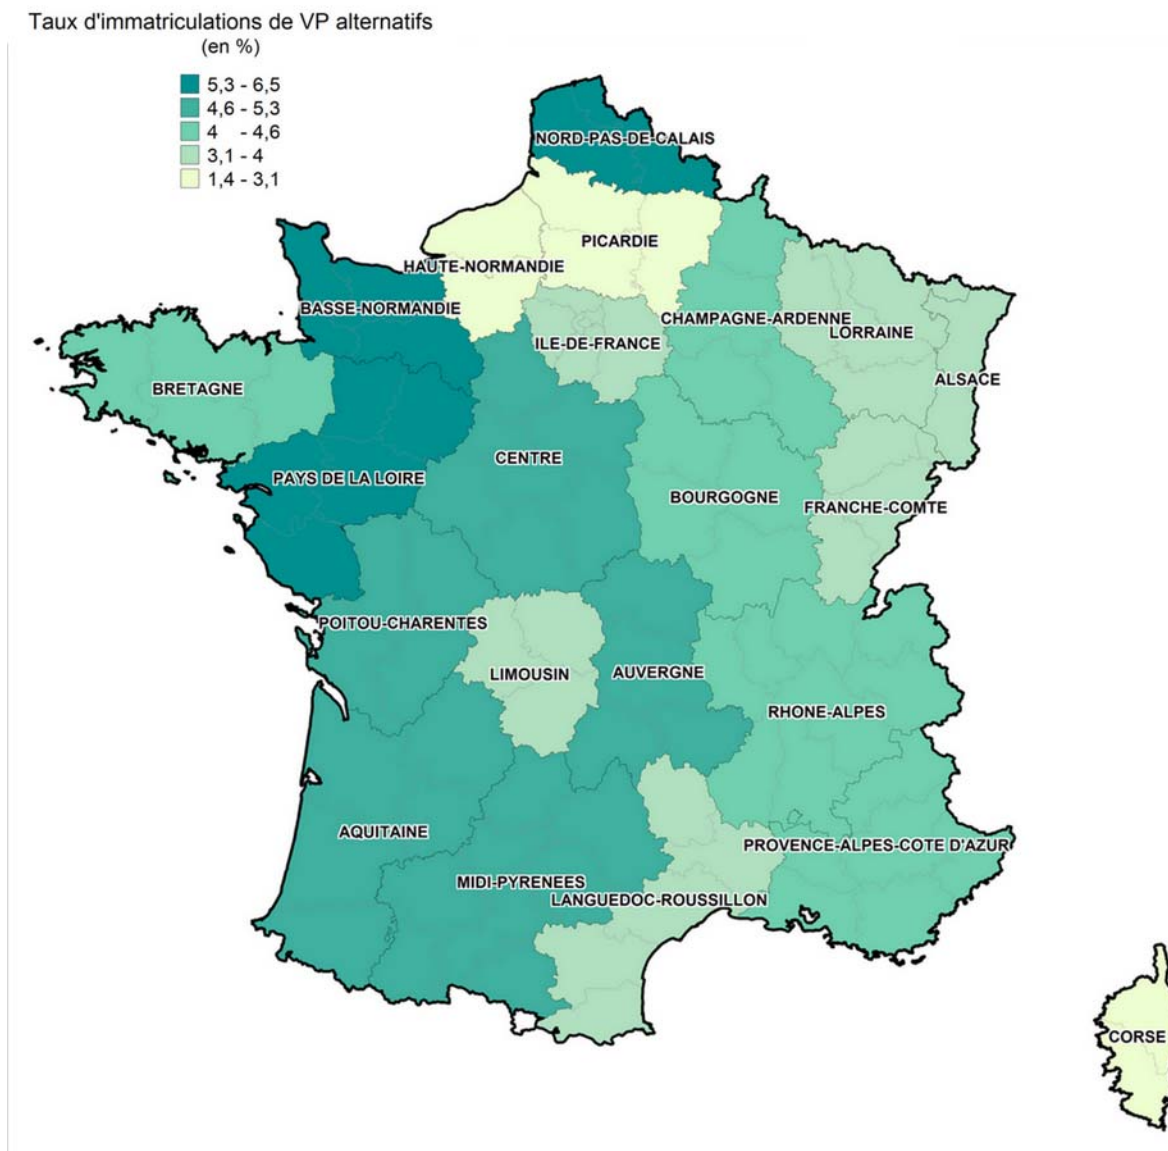 Taux d'immatriculations de VP alternatifs
(en %)
5,3 - 6,5
4,6 - 5,3
4 - 4,6
3,1 - 4
1,4 - 3,1
NORD-PAS-DE-CALAIS
PICARDIE
HAUTE-NORMANDIE
BASSE-NORMANDIE
CHAMPAGNE-ARDENNE
LORRAINE
ILE-DE-FRANCE
ALSACE
BRETAGNE
CENTRE
PAYS DE LA LOIRE
BOURGOGNE
FRANCHE-COMTE
POITOU-CHARENTES
LIMOUSIN
AUVERGNE
RHONE-ALPES
AQUITAINE
PROVENCE-ALPES-COTE D'AZUR
MIDI-PYRENEES
LANGUEDOC-ROUSSILLON
CORSE